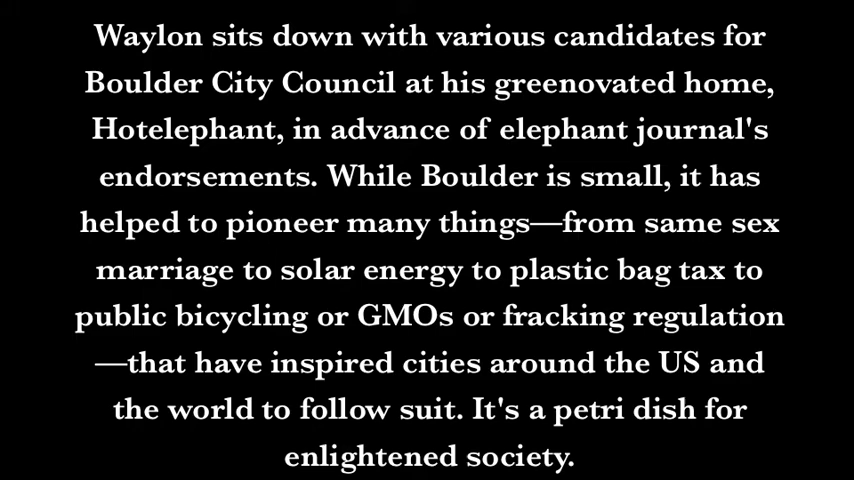 Waylon sits down with various candidates for
Boulder City Council at his greenovated home,
Hotelephant, in advance of elephant journal's
endorsements. While Boulder is small, it has
helped to pioneer many things—from same sex
marriage to solar energy to plastic bag tax to
public bicycling or GMOs or fracking regulation
—that have inspired cities around the US and
the world to follow suit. It's a petri dish for
enlightened society.